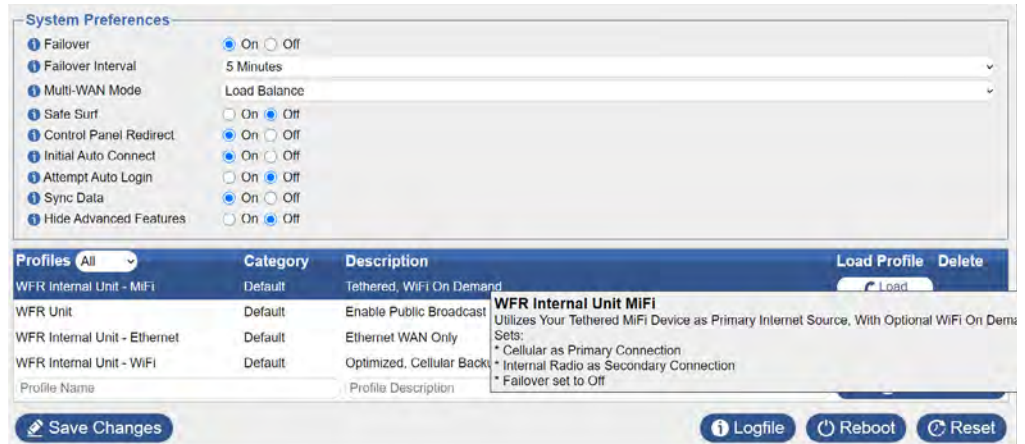 System Preferences
Failover On Off
Failover Interval 5 Minutes
Multi-WAN Mode Load Balance
Safe Surf On Off
Control Panel Redirect On Off
Initial Auto Connect On Off
Attempt Auto Login On Off
Sync Data On Off
Hide Advanced Features On Off
Profiles All Category Description Load Profile Delete
WFR Internal Unit - MiFi Default Tethered, WiFi On Demand Load
WFR Unit Default Enable Public Broadcast
WFR Internal Unit - Ethernet Default Ethernet WAN Only
WFR Internal Unit - WiFi Default Optimized, Cellular Backu
Profile Name Profile Description
WFR Internal Unit MiFi
Utilizes Your Tethered MiFi Device as Primary Internet Source, With Optional WiFi On Dema
Sets:
* Cellular as Primary Connection
* Internal Radio as Secondary Connection
* Failover set to Off
Save Changes Logfile Reboot Reset